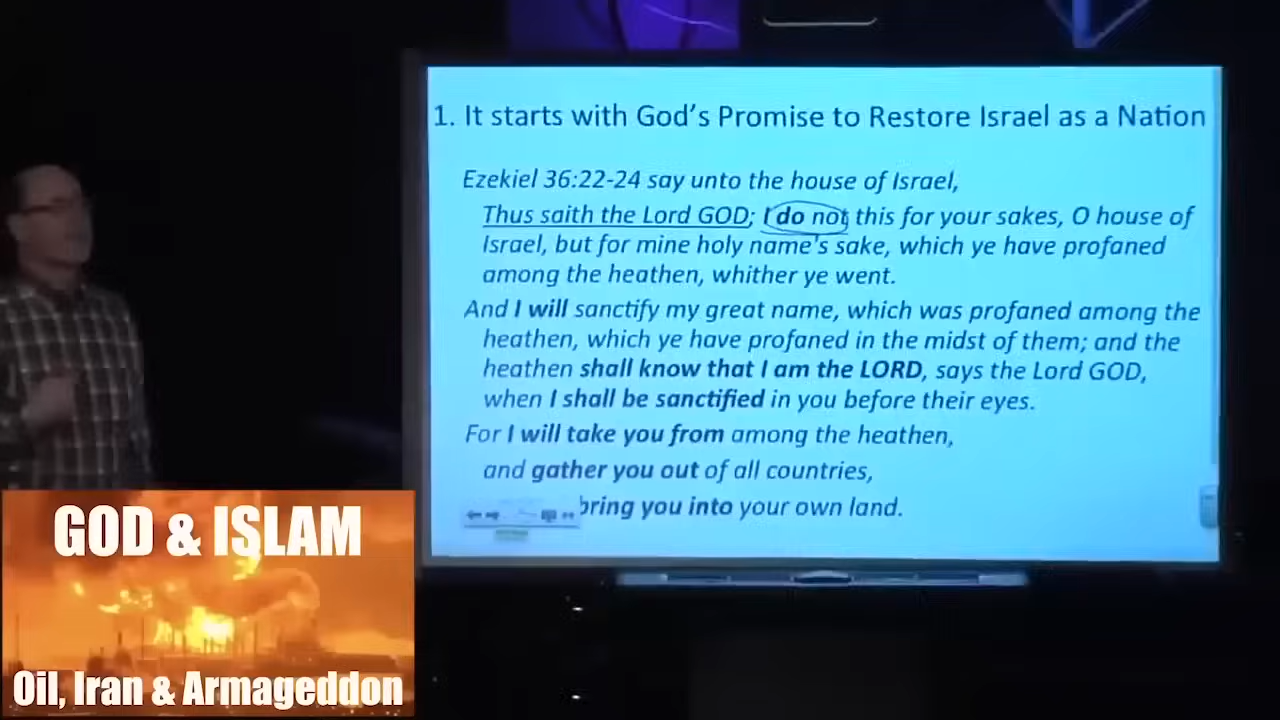 1. It starts with God's Promise to Restore Israel as a Nation
Ezekiel 36:22-24 say unto the house of Israel,
Thus saith the Lord GOD; I do not this for your sakes, O house of
Israel, but for mine holy name's sake, which ye have profaned
among the heathen, whither ye went.
And I will sanctify my great name, which was profaned among the
heathen, which ye have profaned in the midst of them; and the
heathen shall know that I am the LORD, says the Lord GOD,
when I shall be sanctified in you before their eyes.
For I will take you from among the heathen,
and gather you out of all countries,
bring you into your own land.
GOD & ISLAM
Oil, Iran & Armageddon